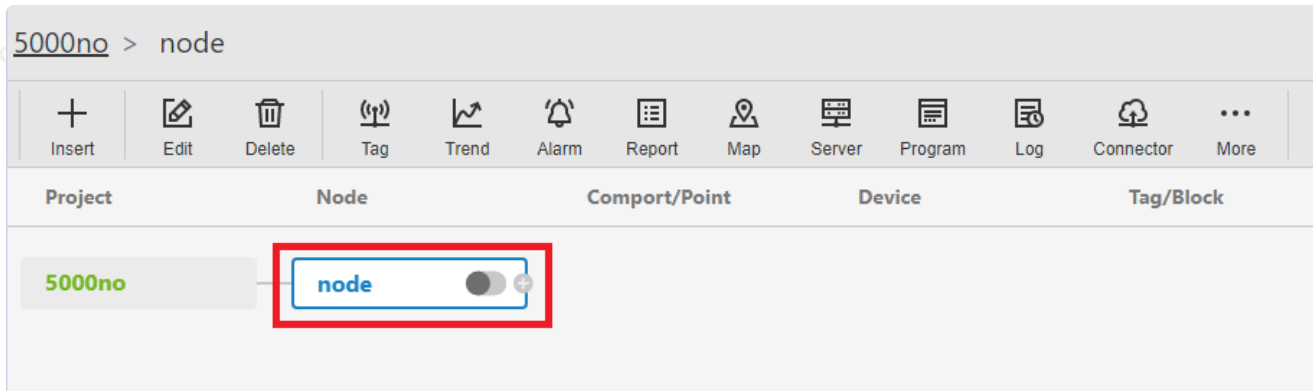 5000no > node
Insert Edit Delete Tag Trend Alarm Report Map Server Program Log Connector More
Project Node Comport/Point Device Tag/Block
5000no node